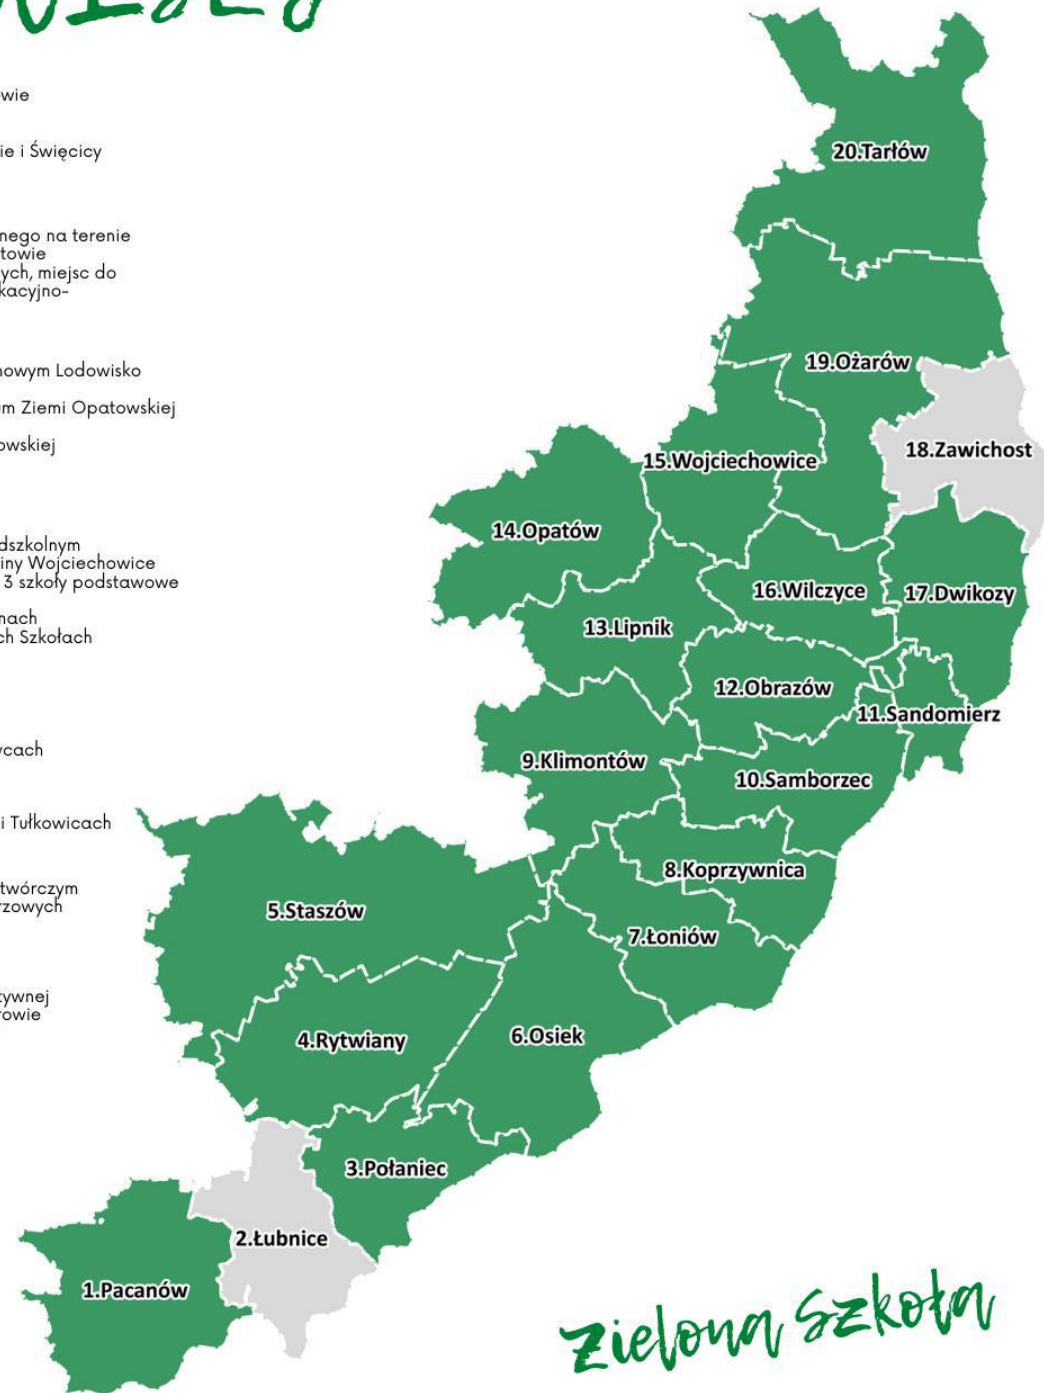 wie
ie i Święcicy
nego na terenie
towie
ych, miejsc do
kacyjno-
nowym Lodowisko
m Ziemi Opatowskiej
owskiej
dszkolnym
iny Wojciechowice
3 szkoły podstawowe
nach
ch Szkołach
ycach
i Tułkowicach
twórczym
rzowych
tywnej
rowie
20.Tarłów
19.Ożarów
18.Zawichost
15.Wojciechowice
14.Opatów
16.Wilczyce
17.Dwikozy
13.Lipnik
12.Obrazów
11.Sandomierz
9.Klimontów
10.Samborzec
8.Koprzywnica
5.Staszów
7.Łoniów
4.Rytwiany
6.Osiek
3.Połaniec
2.Łubnice
1.Pacanów
Zielona Szkoła